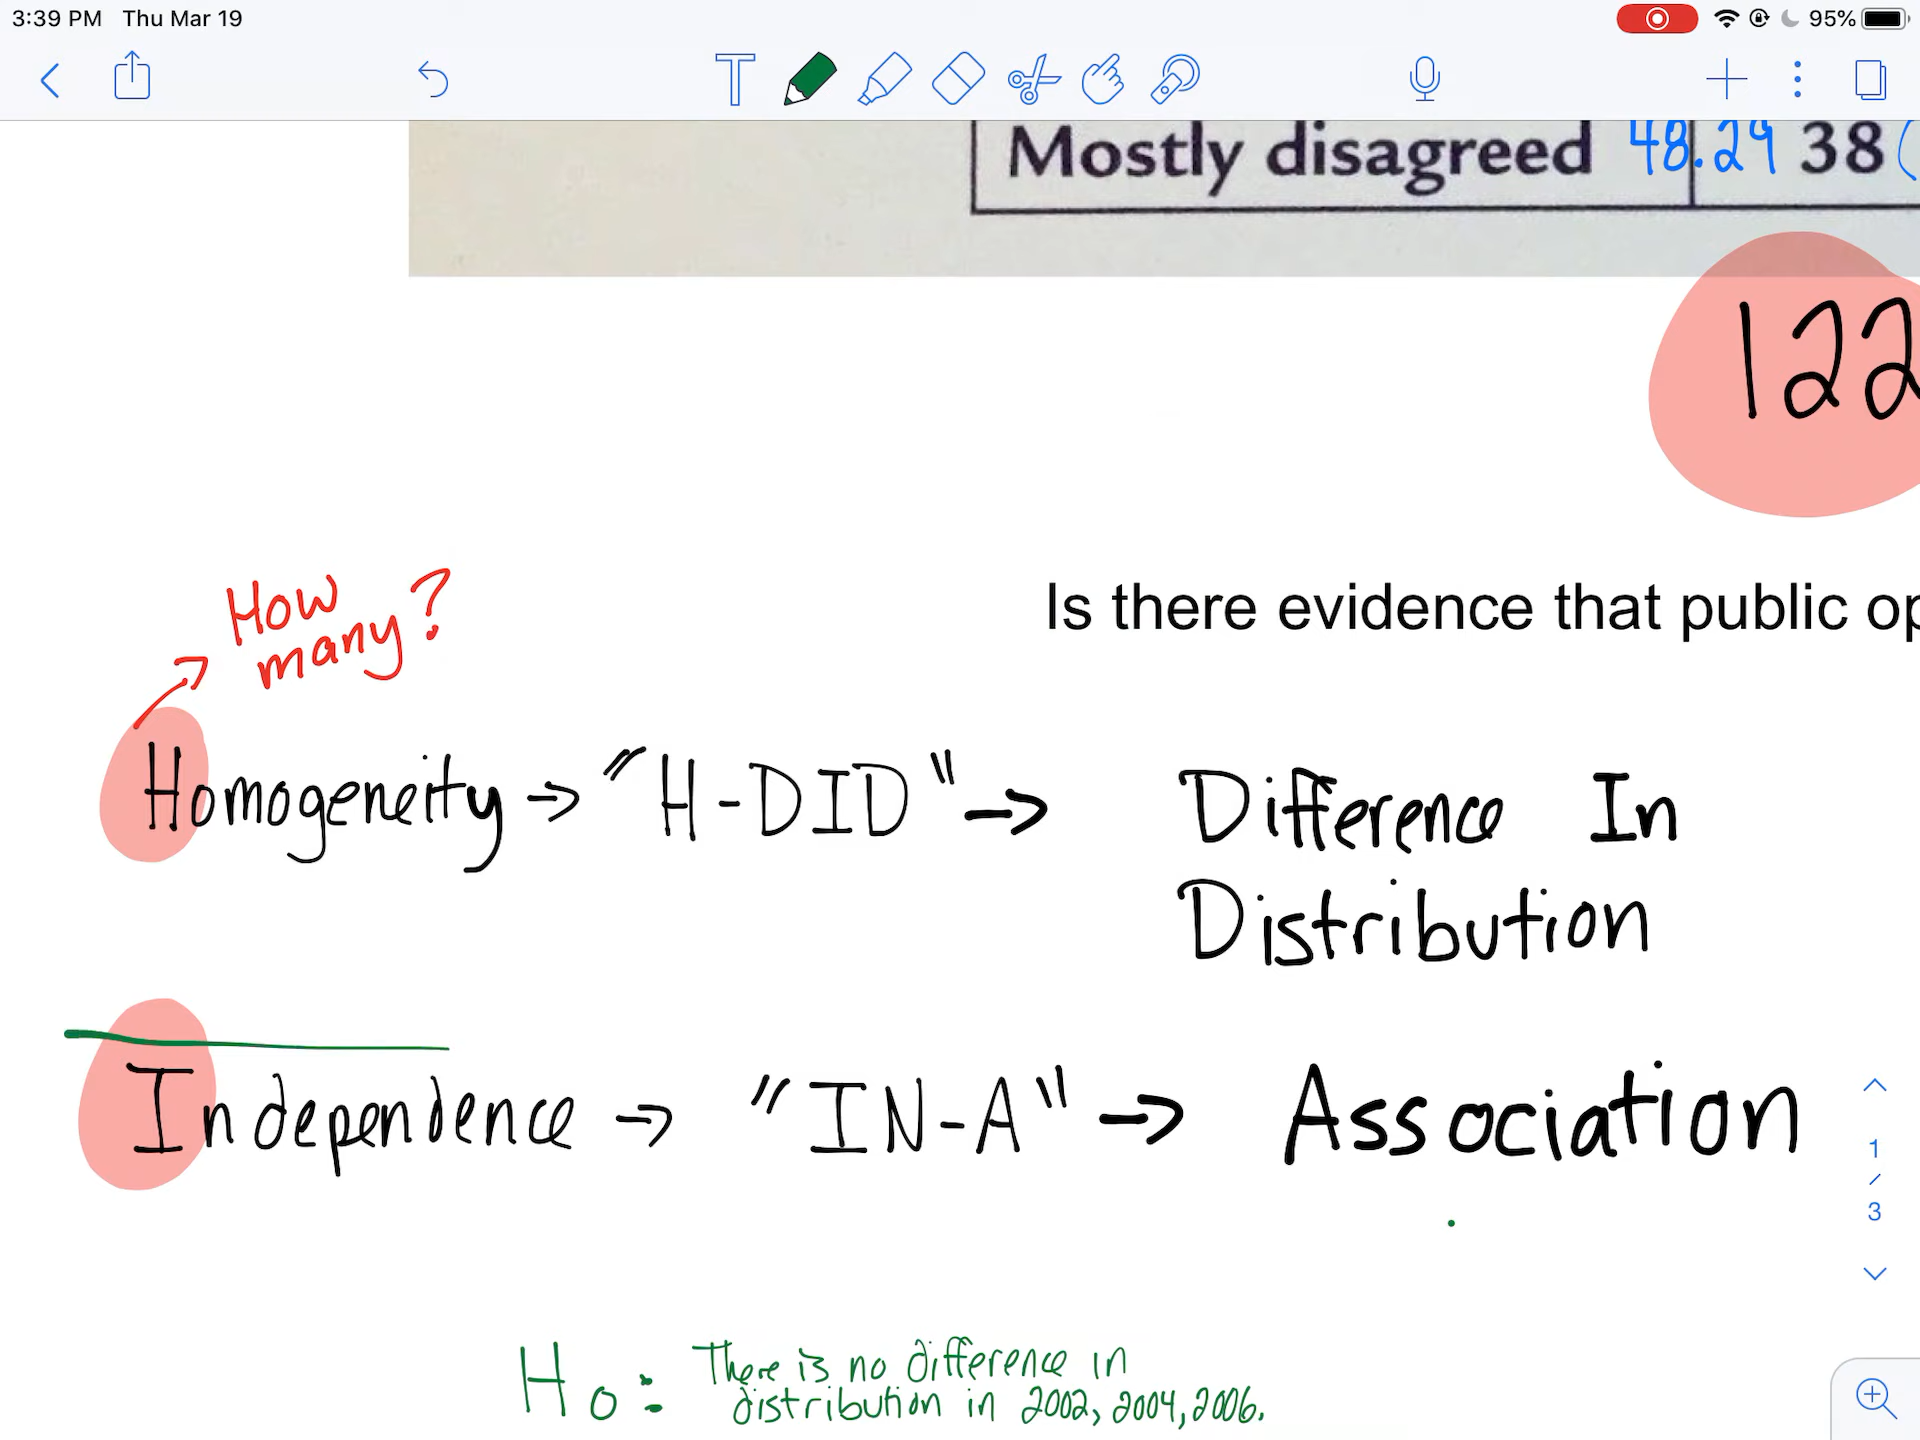 3:39 PM Thu Mar 19
95%
T
Mostly disagreed 48.29 38 (
122
How
many?
Is there evidence that public op
Homogeneity → "H-DID" → Difference In
Distribution
Independence → "IN-A" → Association
1
/
3
Ho: There is no difference in
distribution in 2002, 2004, 2006.